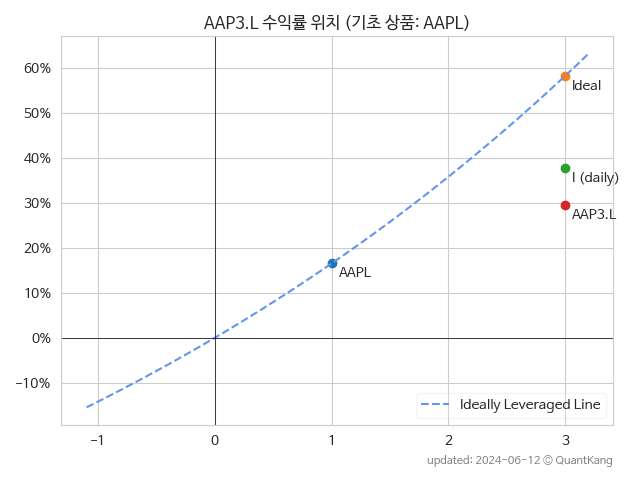 AAP3.L 수익률 위치 (기초 상품: AAPL)
60%
50%
40%
30%
20%
10%
0%
−10%
Ideal
I (daily)
AAP3.L
AAPL
Ideally Leveraged Line
−1
0
1
2
3
updated: 2024-06-12 © QuantKang